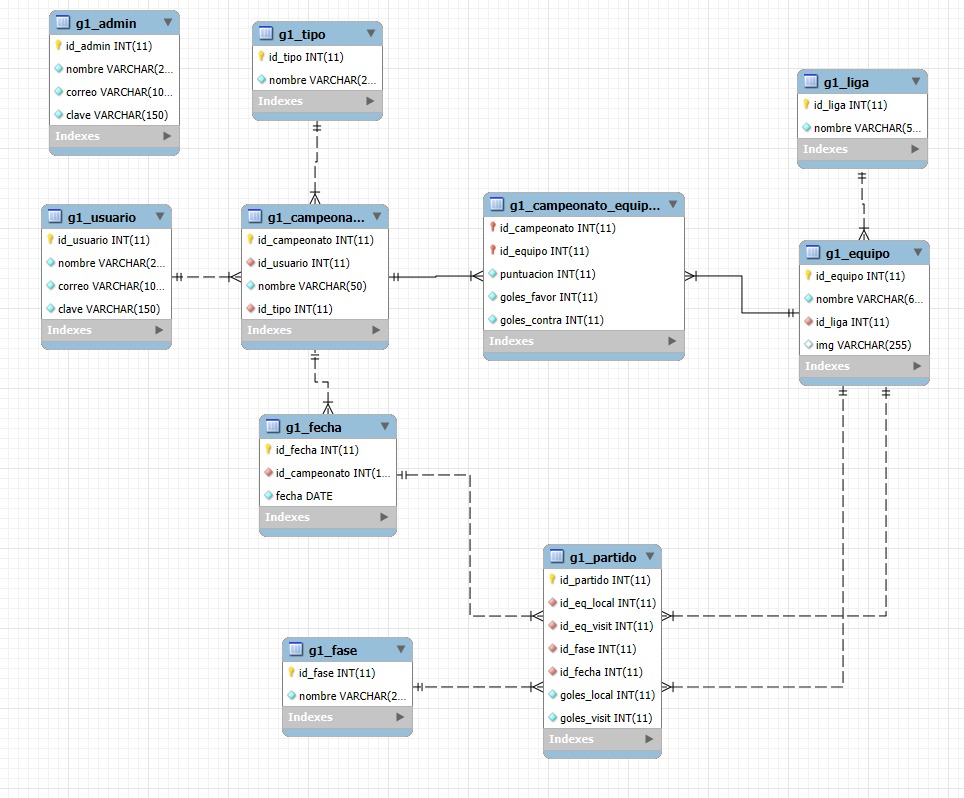 g1_admin
id_admin INT(11)
nombre VARCHAR(2...
correo VARCHAR(10...
clave VARCHAR(150)
Indexes
g1_tipo
id_tipo INT(11)
nombre VARCHAR(2...
Indexes
g1_liga
id_liga INT(11)
nombre VARCHAR(5...
Indexes
g1_usuario
id_usuario INT(11)
nombre VARCHAR(2...
correo VARCHAR(10...
clave VARCHAR(150)
Indexes
g1_campeona...
id_campeonato INT(11)
id_usuario INT(11)
nombre VARCHAR(50)
id_tipo INT(11)
Indexes
g1_campeonato_equip...
id_campeonato INT(11)
id_equipo INT(11)
puntuacion INT(11)
goles_favor INT(11)
goles_contra INT(11)
Indexes
g1_equipo
id_equipo INT(11)
nombre VARCHAR(6...
id_liga INT(11)
img VARCHAR(255)
Indexes
g1_fecha
id_fecha INT(11)
id_campeonato INT(1...
fecha DATE
Indexes
g1_partido
id_partido INT(11)
id_eq_local INT(11)
id_eq_visit INT(11)
id_fase INT(11)
id_fecha INT(11)
goles_local INT(11)
goles_visit INT(11)
Indexes
g1_fase
id_fase INT(11)
nombre VARCHAR(2...
Indexes